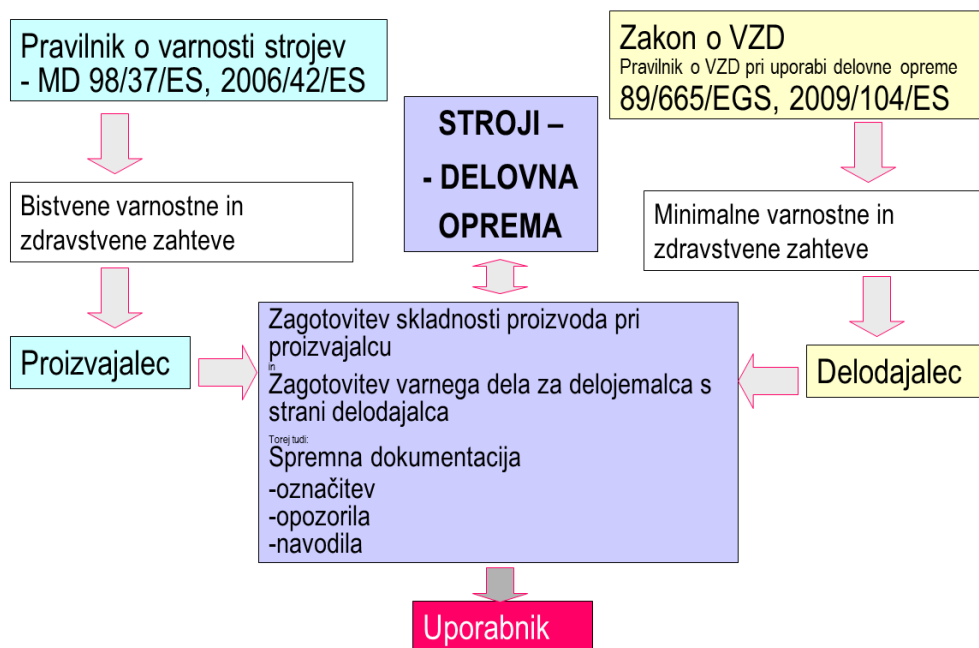 Pravilnik o varnosti strojev
- MD 98/37/ES, 2006/42/ES
Bistvene varnostne in
zdravstvene zahteve
Proizvajalec
STROJI –
- DELOVNA
OPREMA
Zakon o VZD
Pravilnik o VZD pri uporabi delovne opreme
89/665/EGS, 2009/104/ES
Minimalne varnostne in
zdravstvene zahteve
Delodajalec
Zagotovitev skladnosti proizvoda pri
proizvajalcu
in
Zagotovitev varnega dela za delojemalca s
strani delodajalca
Torej tudi:
Spremna dokumentacija
-označitev
-opozorila
-navodila
Uporabnik